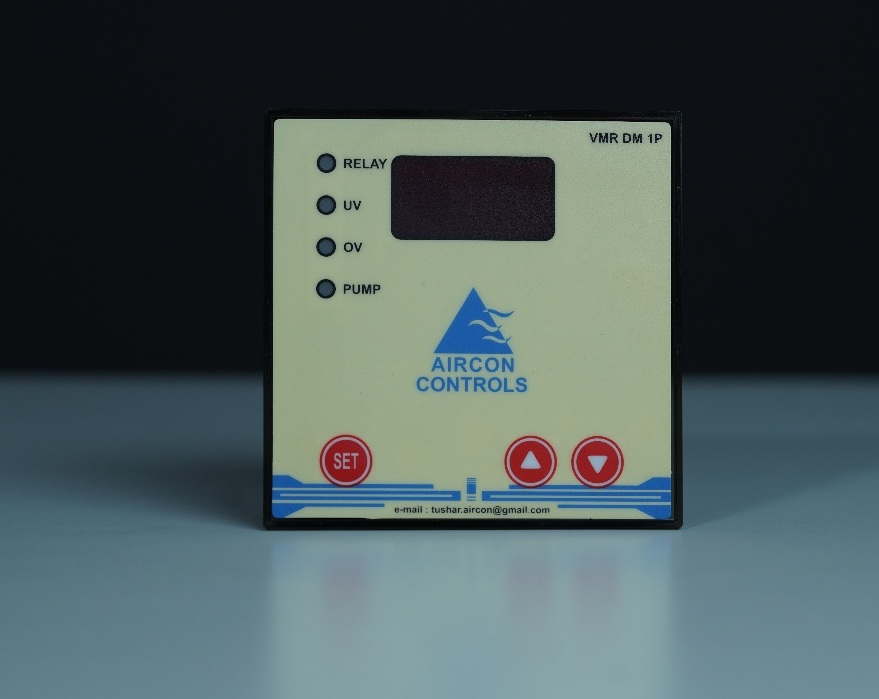 VMR DM 1P
RELAY
UV
OV
PUMP
AIRCON
CONTROLS
SET
e-mail : tushar.aircon@gmail.com